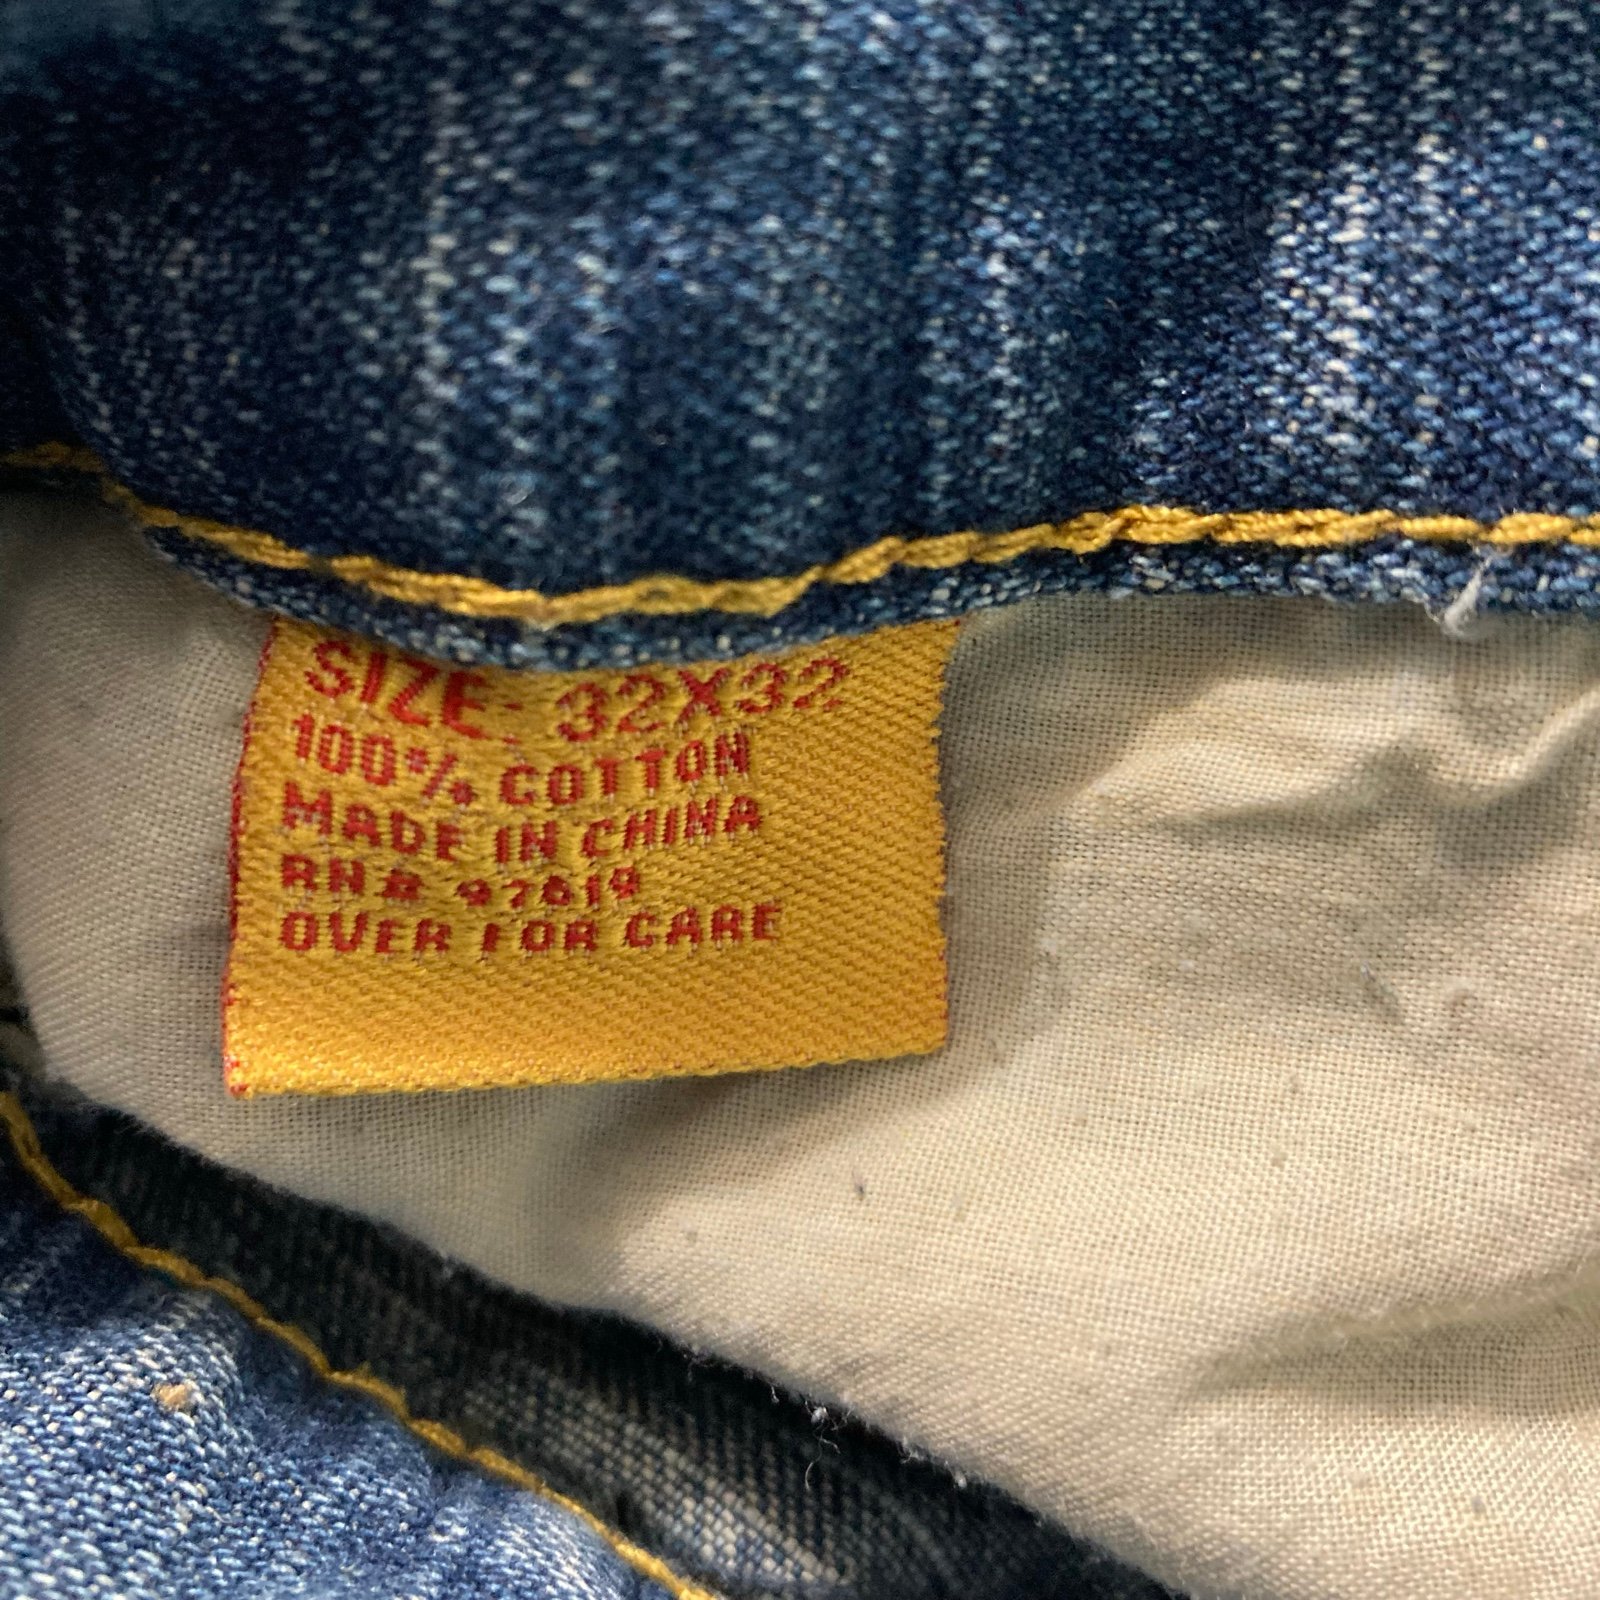 SIZE: 32X32
100% COTTON
MADE IN CHINA
RN# 97619
OVER FOR CARE